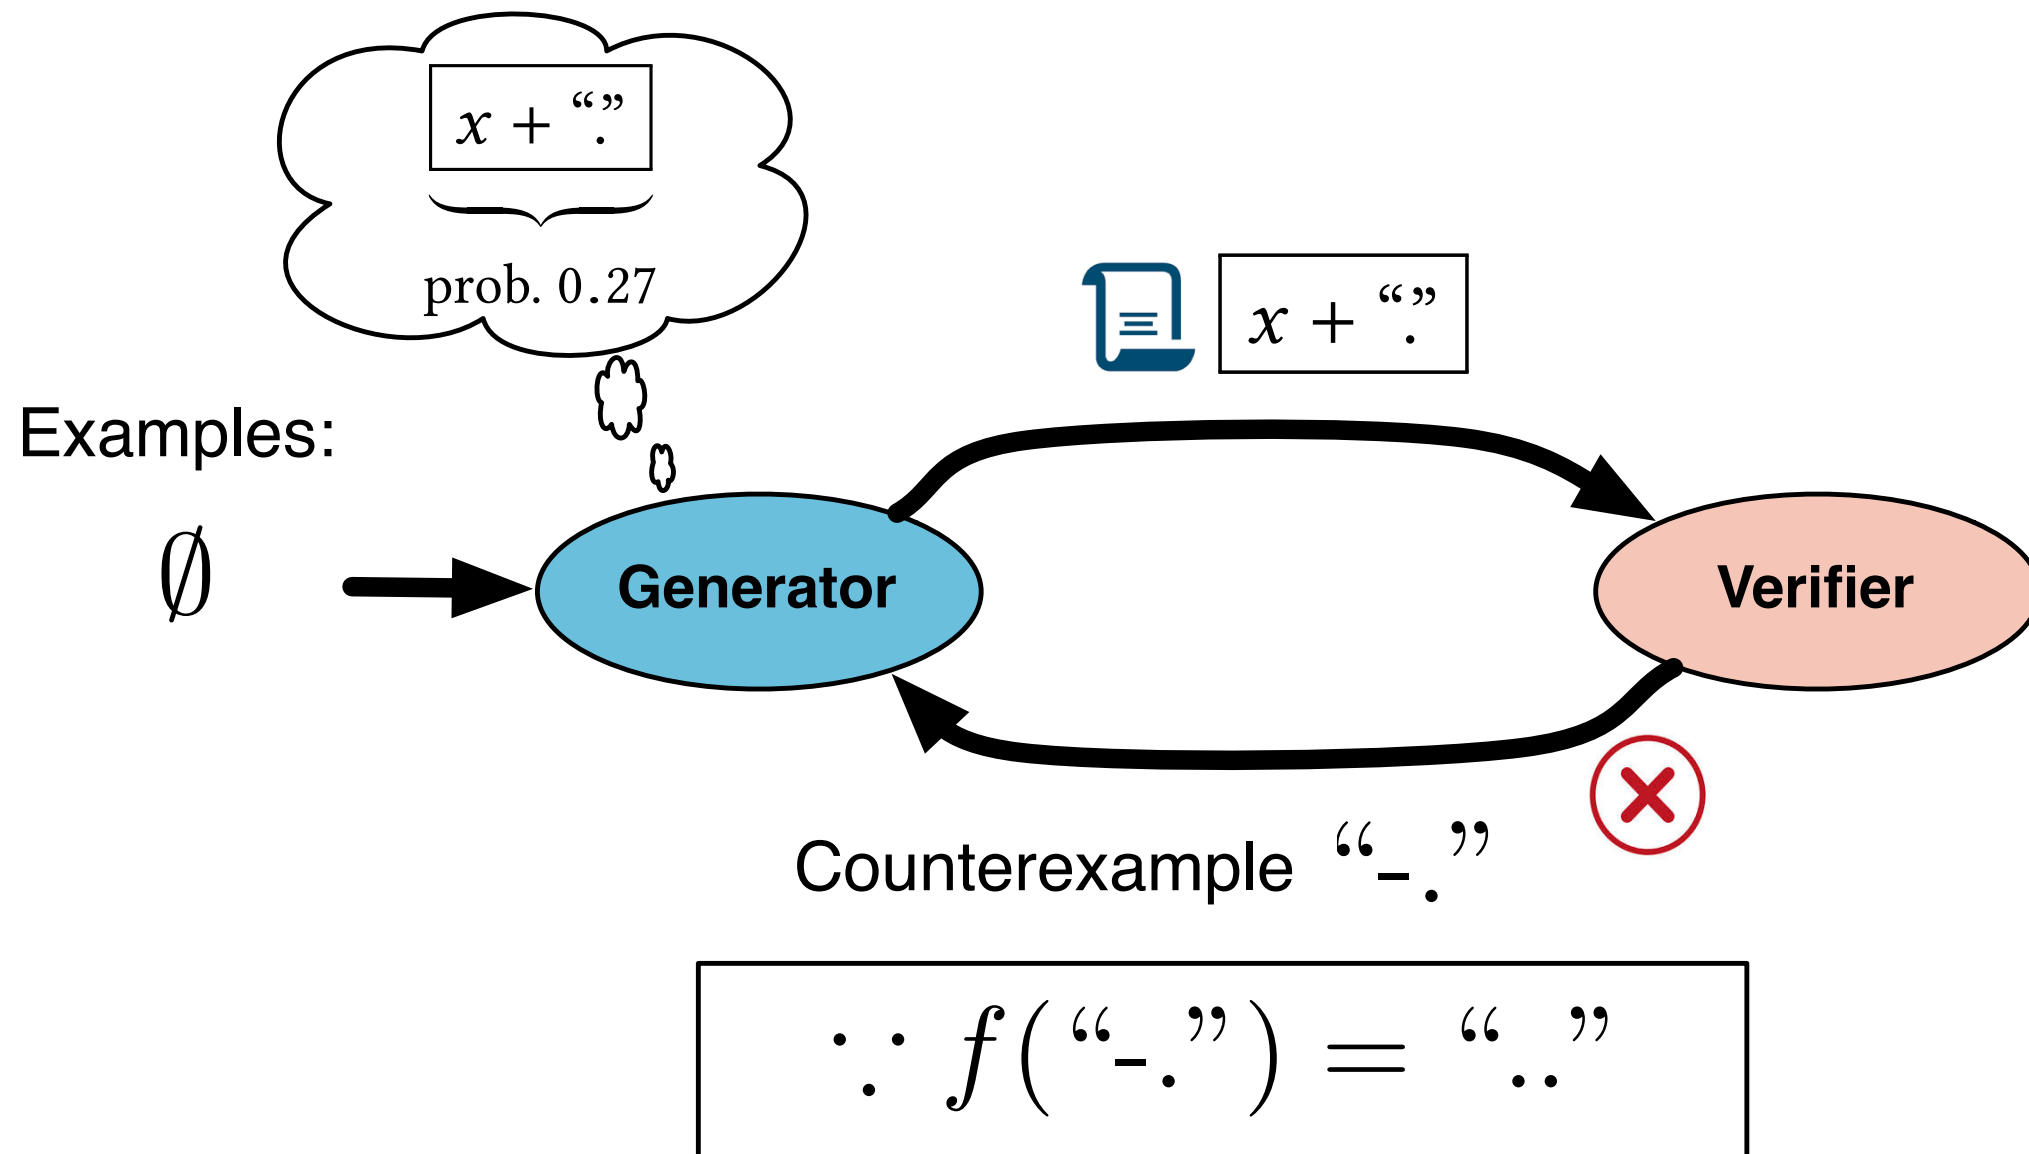 x + “.”
prob. 0.27
x + “.”
Examples:
∅
Generator
Verifier
Counterexample “-.”
∵ f(“-.”) = “..”